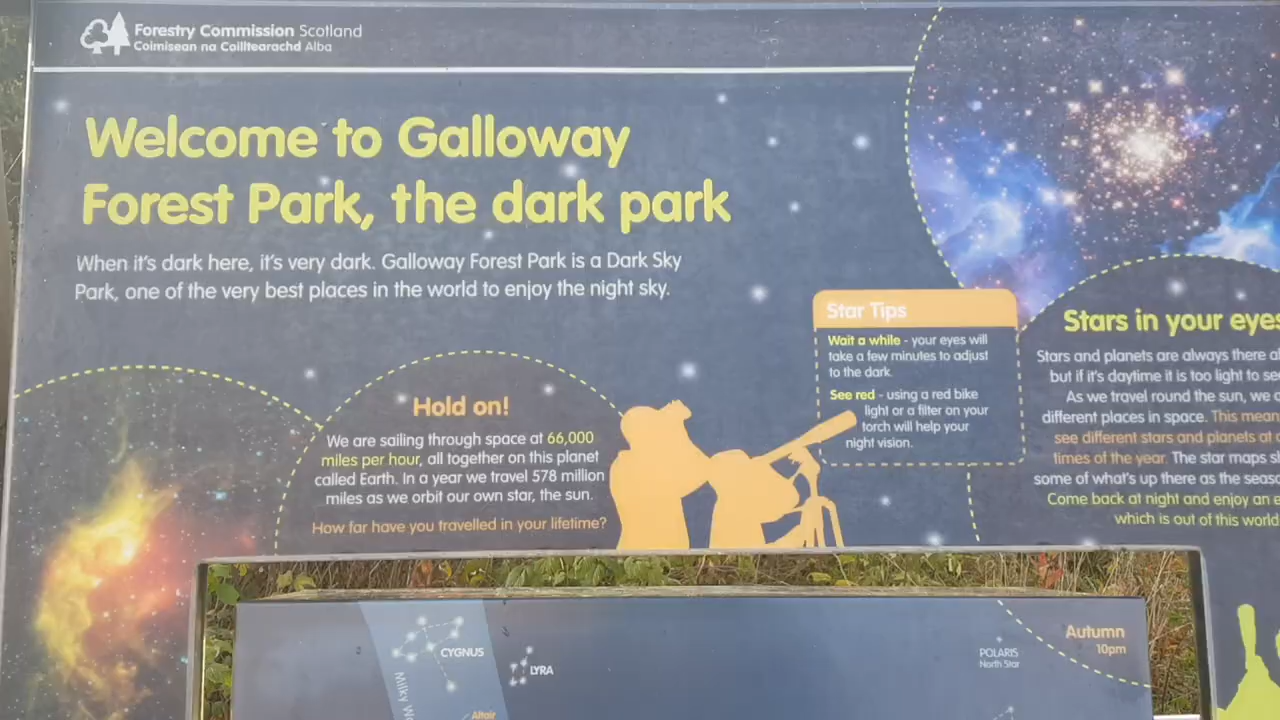 Forestry Commission Scotland
Coimisean na Coilltearachd Alba
Welcome to Galloway
Forest Park, the dark park
When it's dark here, it's very dark. Galloway Forest Park is a Dark Sky
Park, one of the very best places in the world to enjoy the night sky.
Star Tips
Wait a while - your eyes will
take a few minutes to adjust
to the dark.
See red - using a red bike
light or a filter on your
torch will help your
night vision.
Stars in your eyes
Stars and planets are always there
but if it's daytime it is too light to
As we travel round the sun, we
different places in space. This
see different stars and planets at
times of the year. The star maps
some of what's up there as the
Come back at night and enjoy an
which is out of this world
Hold on!
We are sailing through space at 66,000
miles per hour, all together on this planet
called Earth. In a year we travel 578 million
miles as we orbit our own star, the sun.
How far have you travelled in your lifetime?
CYGNUS
LYRA
Milky
Altair
POLARIS
North Star
Autumn
10pm